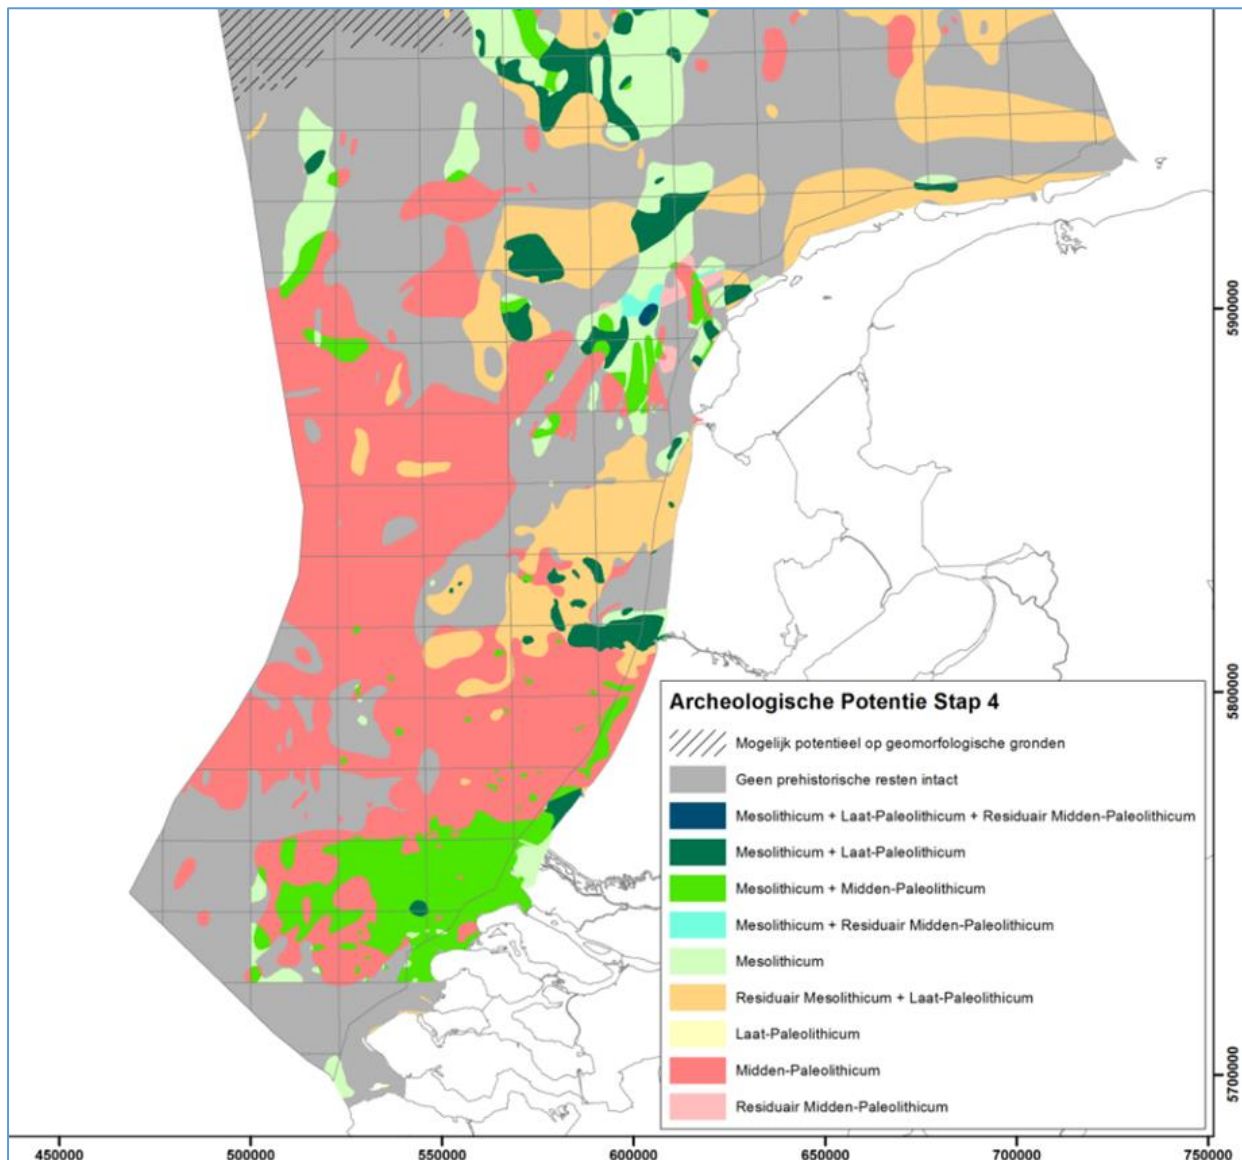 Archeologische Potentie Stap 4
Mogelijk potentieel op geomorfologische gronden
Geen prehistorische resten intact
Mesolithicum + Laat-Paleolithicum + Residuair Midden-Paleolithicum
Mesolithicum + Laat-Paleolithicum
Mesolithicum + Midden-Paleolithicum
Mesolithicum + Residuair Midden-Paleolithicum
Mesolithicum
Residuair Mesolithicum + Laat-Paleolithicum
Laat-Paleolithicum
Midden-Paleolithicum
Residuair Midden-Paleolithicum
5900000
5800000
5700000
450000 500000 550000 600000 650000 700000 750000